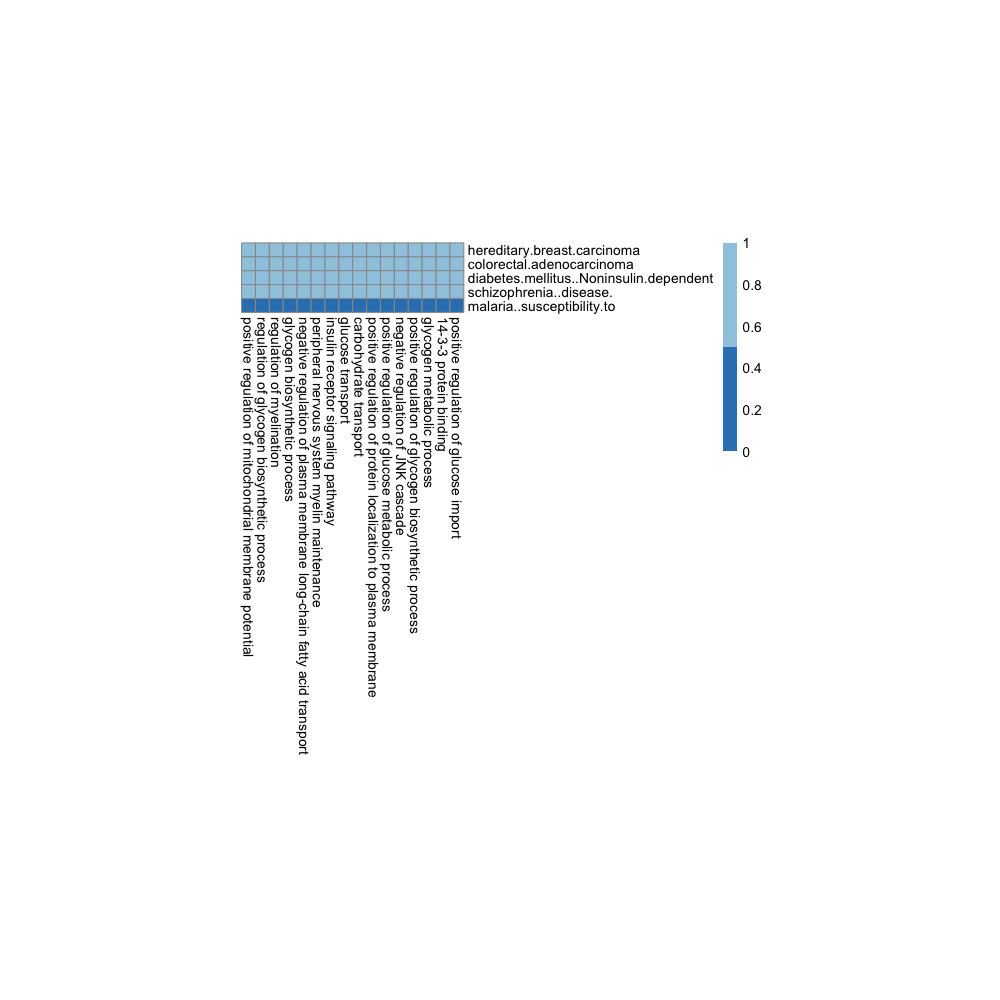 hereditary.breast.carcinoma
colorectal.adenocarcinoma
diabetes.mellitus..Noninsulin.dependent
schizophrenia..disease.
malaria..susceptibility.to
1
0.8
0.6
0.4
0.2
0
positive regulation of mitochondrial membrane potential
regulation of glycogen biosynthetic process
regulation of myelination
glycogen biosynthetic process
negative regulation of plasma membrane long-chain fatty acid transport
peripheral nervous system myelin maintenance
insulin receptor signaling pathway
glucose transport
carbohydrate transport
positive regulation of protein localization to plasma membrane
positive regulation of glucose metabolic process
negative regulation of JNK cascade
positive regulation of glycogen biosynthetic process
glycogen metabolic process
14-3-3 protein binding
positive regulation of glucose import